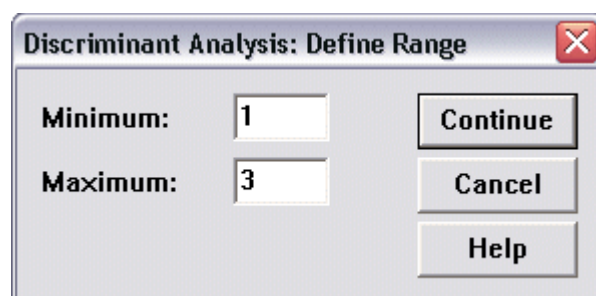 Discriminant Analysis: Define Range
Minimum: 1 Continue
Maximum: 3 Cancel
Help